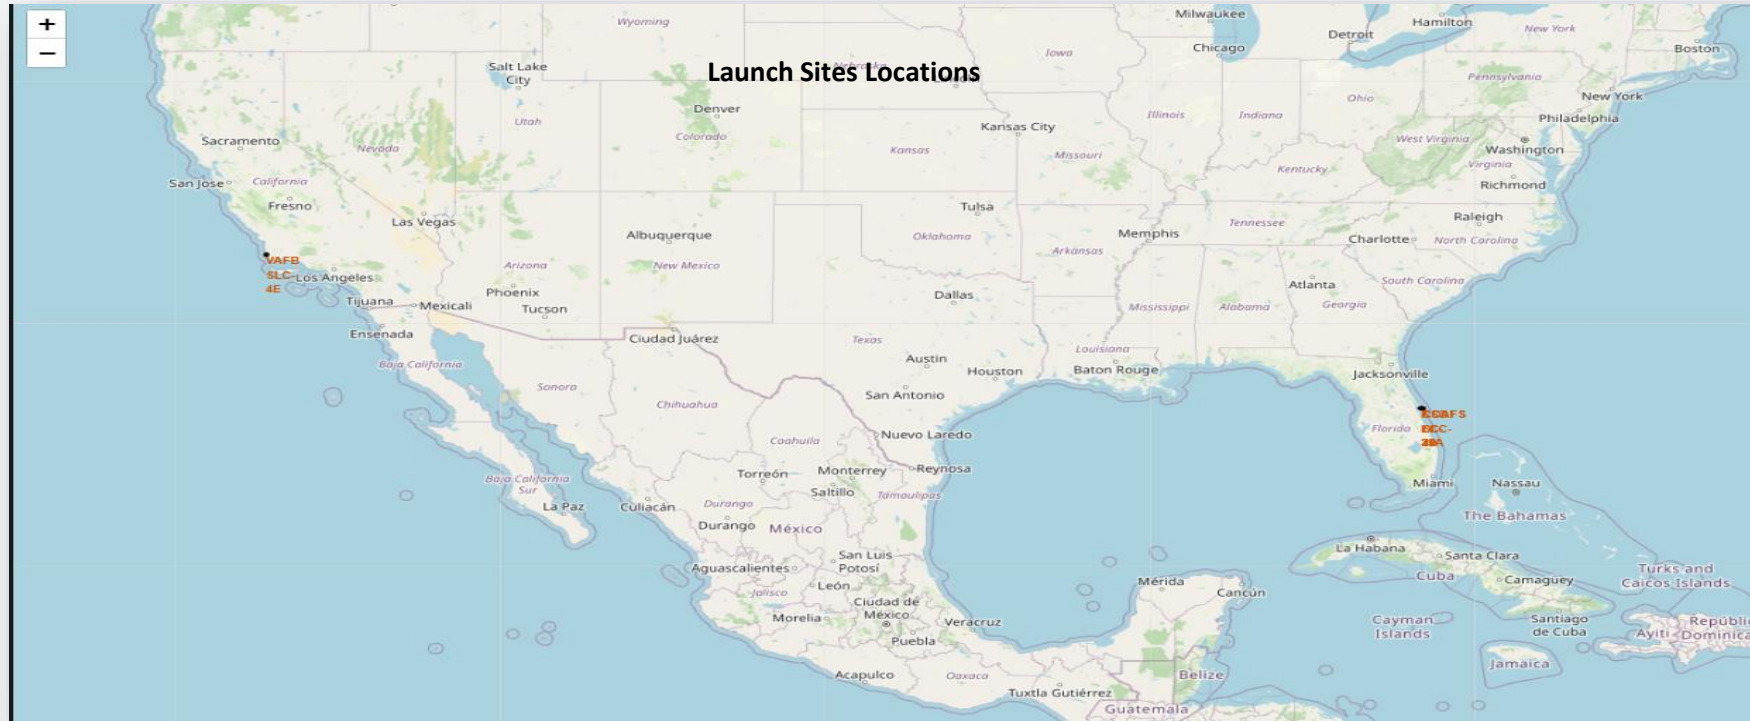 +
−
Launch Sites Locations
Wyoming
Milwaukee
Hamilton
New York
Detroit
Iowa
Chicago
Boston
Salt Lake
City
Nebraska
Pennsylvania
New York
Denver
Ohio
Utah
Illinois
Indiana
Philadelphia
Kansas City
Colorado
Sacramento
Nevada
Kansas
Missouri
West Virginia
Washington
Virginia
Kentucky
San Jose
California
Richmond
Fresno
Tulsa
Las Vegas
Raleigh
Tennessee
Albuquerque
Oklahoma
Memphis
Charlotte
North Carolina
Arkansas
VAFB
SLC-
4E
Los Angeles
Arizona
New Mexico
South Carolina
Atlanta
Phoenix
Dallas
Tijuana
Mexicali
Tucson
Mississippi
Alabama
Georgia
Ensenada
Ciudad Juárez
Texas
Louisiana
Austin
Baja California
Houston
Baton Rouge
Jacksonville
Sonora
San Antonio
Chihuahua
Florida
Coahuila
Nuevo Laredo
Torreón
Monterrey
Reynosa
Baja California
Sur
Miami
Nassau
Saltillo
Tamaulipas
La Paz
Culiacán
Durango
Durango
México
The Bahamas
La Habana
Santa Clara
San Luis
Potosí
Aguascalientes
Turks and
Caicos Islands
Cuba
Camaguey
Mérida
León
Jalisco
Cancún
Ciudad de
México
Morelia
Veracruz
Cayman
Islands
Santiago
de Cuba
Repúblic
Ayiti
Dominica
Puebla
Jamaica
Acapulco
Oaxaca
Belize
Tuxtla Gutiérrez
Guatemala